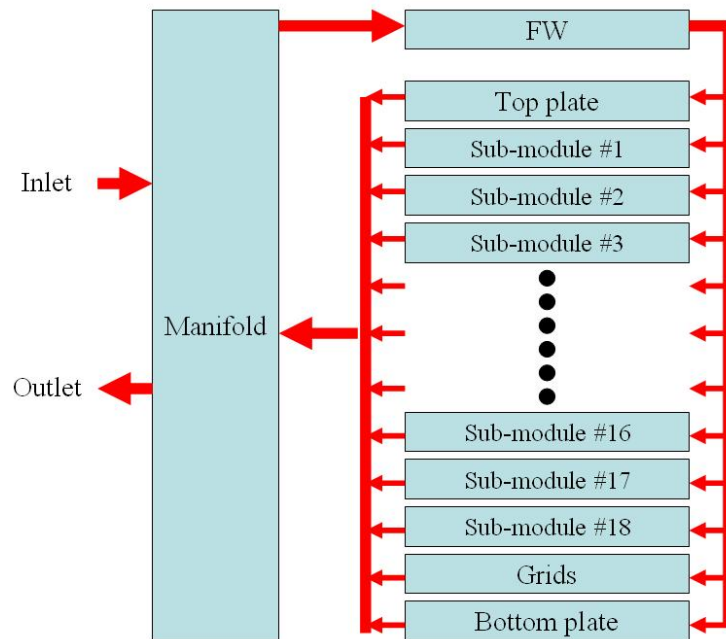 FW
Top plate
Sub-module #1
Inlet
Sub-module #2
Sub-module #3
Manifold
Outlet
Sub-module #16
Sub-module #17
Sub-module #18
Grids
Bottom plate